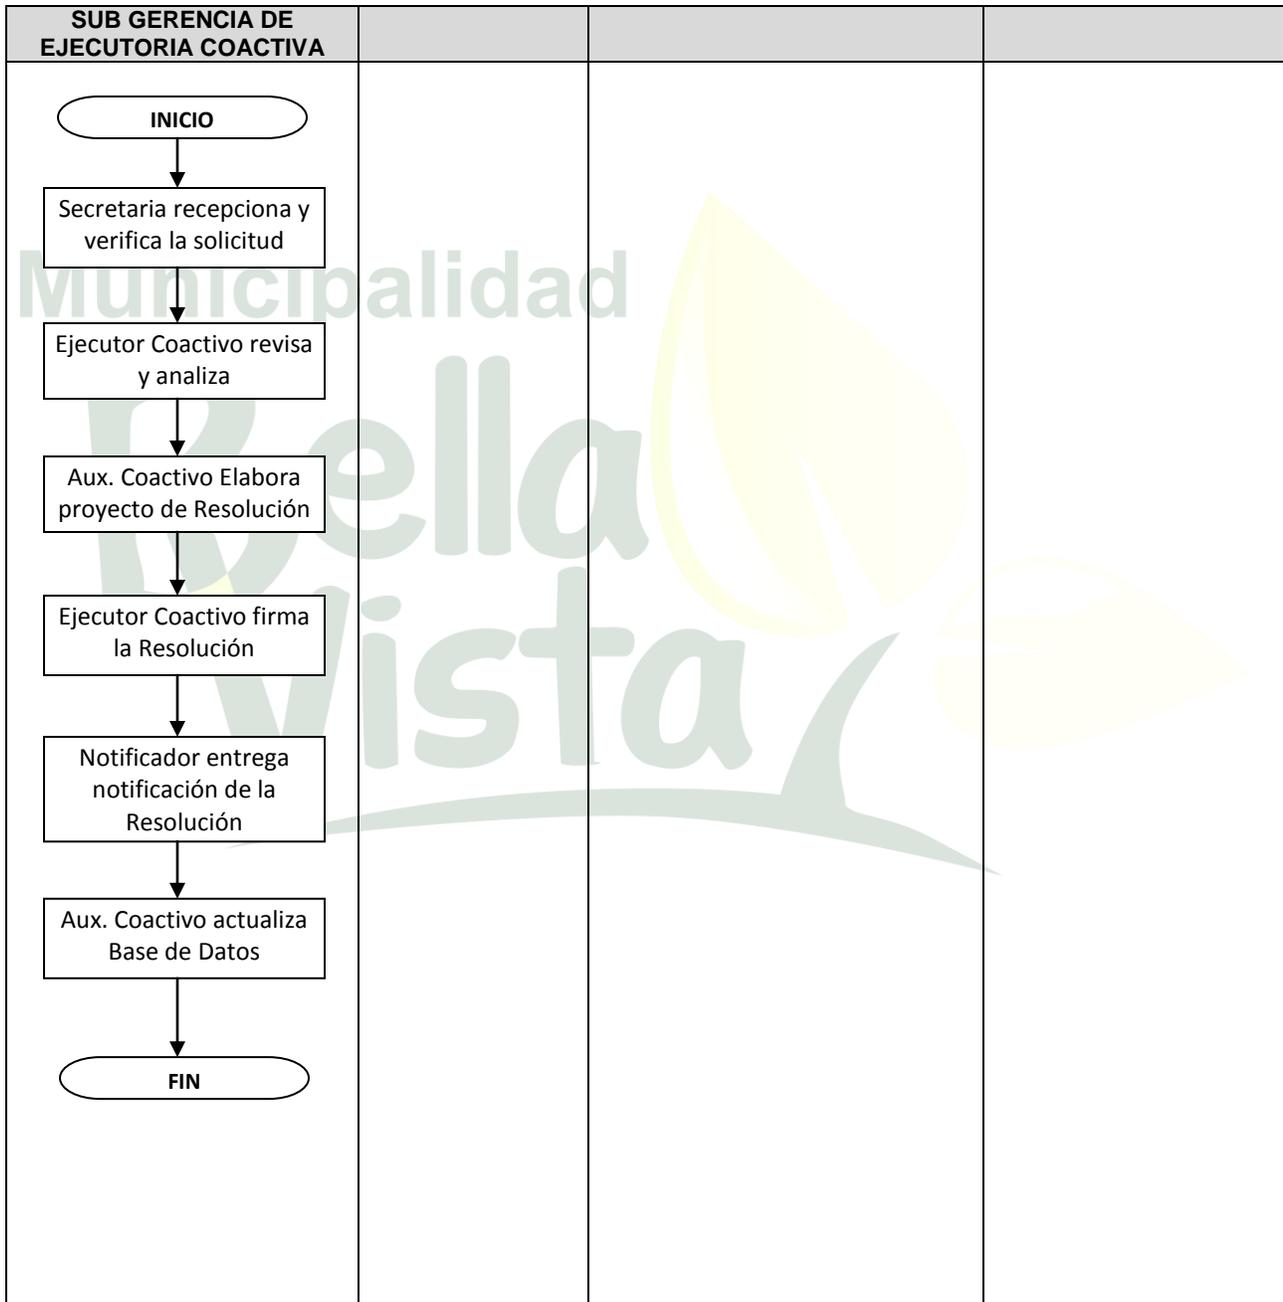 SUB GERENCIA DE
EJECUTORIA COACTIVA
INICIO
Secretaria recepciona y
verifica la solicitud
Municipalidad
Ejecutor Coactivo revisa
y analiza
Bella
Aux. Coactivo Elabora
proyecto de Resolución
Ejecutor Coactivo firma
la Resolución
Vista
Notificador entrega
notificación de la
Resolución
Aux. Coactivo actualiza
Base de Datos
FIN